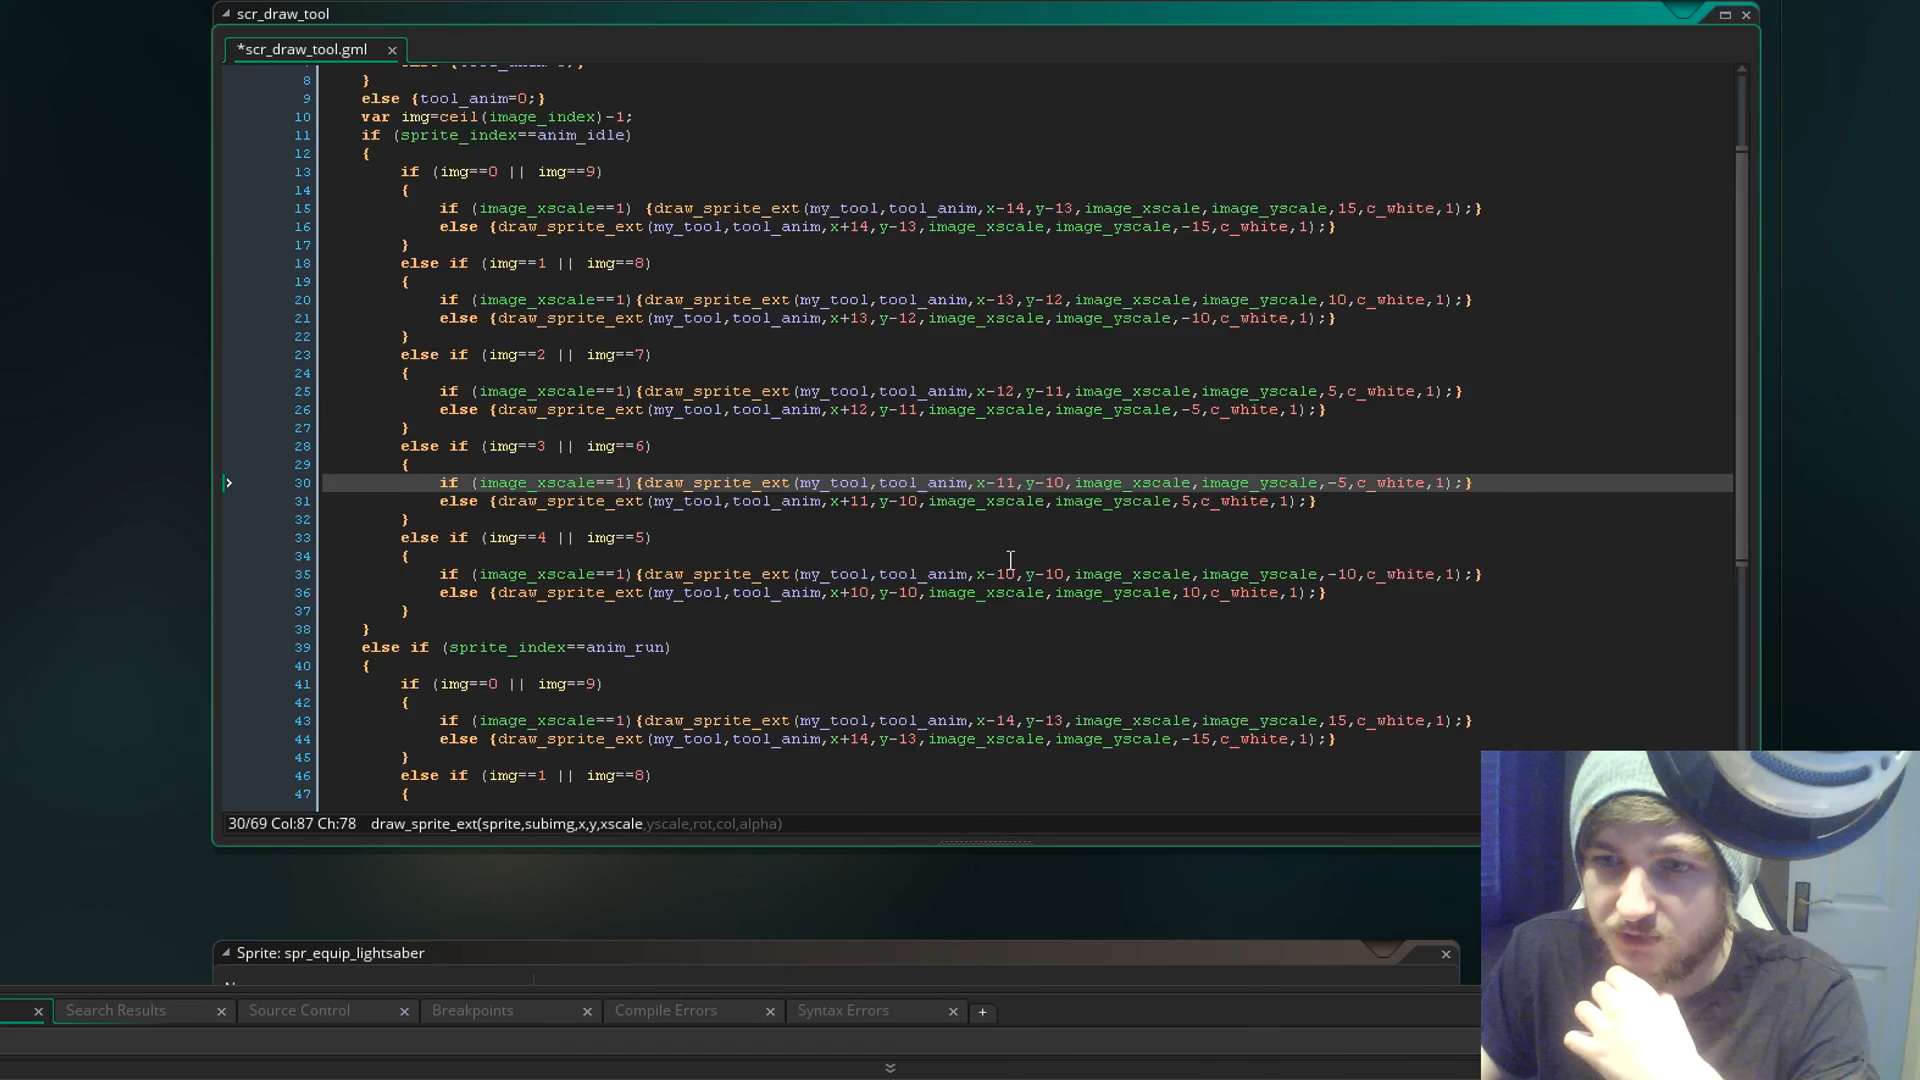 scr_draw_tool
*scr_draw_tool.gml
8 }
9 else {tool_anim=0;}
10 var img=ceil(image_index)-1;
11 if (sprite_index==anim_idle)
12 {
13 if (img==0 || img==9)
14 {
15 if (image_xscale==1) {draw_sprite_ext(my_tool,tool_anim,x-14,y-13,image_xscale,image_yscale,15,c_white,1);}
16 else {draw_sprite_ext(my_tool,tool_anim,x+14,y-13,image_xscale,image_yscale,-15,c_white,1);}
17 }
18 else if (img==1 || img==8)
19 {
20 if (image_xscale==1){draw_sprite_ext(my_tool,tool_anim,x-13,y-12,image_xscale,image_yscale,10,c_white,1);}
21 else {draw_sprite_ext(my_tool,tool_anim,x+13,y-12,image_xscale,image_yscale,-10,c_white,1);}
22 }
23 else if (img==2 || img==7)
24 {
25 if (image_xscale==1){draw_sprite_ext(my_tool,tool_anim,x-12,y-11,image_xscale,image_yscale,5,c_white,1);}
26 else {draw_sprite_ext(my_tool,tool_anim,x+12,y-11,image_xscale,image_yscale,-5,c_white,1);}
27 }
28 else if (img==3 || img==6)
29 {
30 if (image_xscale==1){draw_sprite_ext(my_tool,tool_anim,x-11,y-10,image_xscale,image_yscale,-5,c_white,1);}
31 else {draw_sprite_ext(my_tool,tool_anim,x+11,y-10,image_xscale,image_yscale,5,c_white,1);}
32 }
33 else if (img==4 || img==5)
34 {
35 if (image_xscale==1){draw_sprite_ext(my_tool,tool_anim,x-10,y-10,image_xscale,image_yscale,-10,c_white,1);}
36 else {draw_sprite_ext(my_tool,tool_anim,x+10,y-10,image_xscale,image_yscale,10,c_white,1);}
37 }
38 }
39 else if (sprite_index==anim_run)
40 {
41 if (img==0 || img==9)
42 {
43 if (image_xscale==1){draw_sprite_ext(my_tool,tool_anim,x-14,y-13,image_xscale,image_yscale,15,c_white,1);}
44 else {draw_sprite_ext(my_tool,tool_anim,x+14,y-13,image_xscale,image_yscale,-15,c_white,1);}
45 }
46 else if (img==1 || img==8)
47 {
30/69 Col:87 Ch:78 draw_sprite_ext(sprite,subimg,x,y,xscale,yscale,rot,col,alpha)
Sprite: spr_equip_lightsaber
Search Results Source Control Breakpoints Compile Errors Syntax Errors +